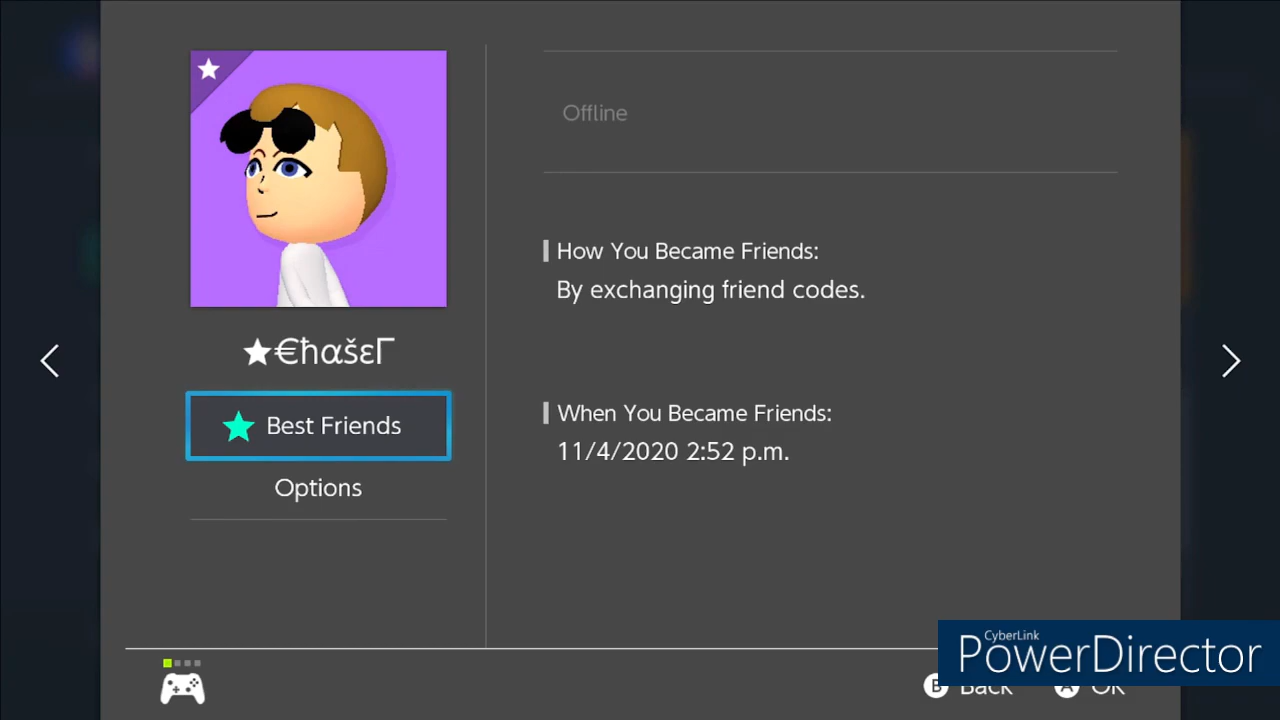 Offline
How You Became Friends:
By exchanging friend codes.
★€ħαšεΓ
Best Friends
When You Became Friends:
11/4/2020 2:52 p.m.
Options
CyberLink
PowerDirector
B Back A OK